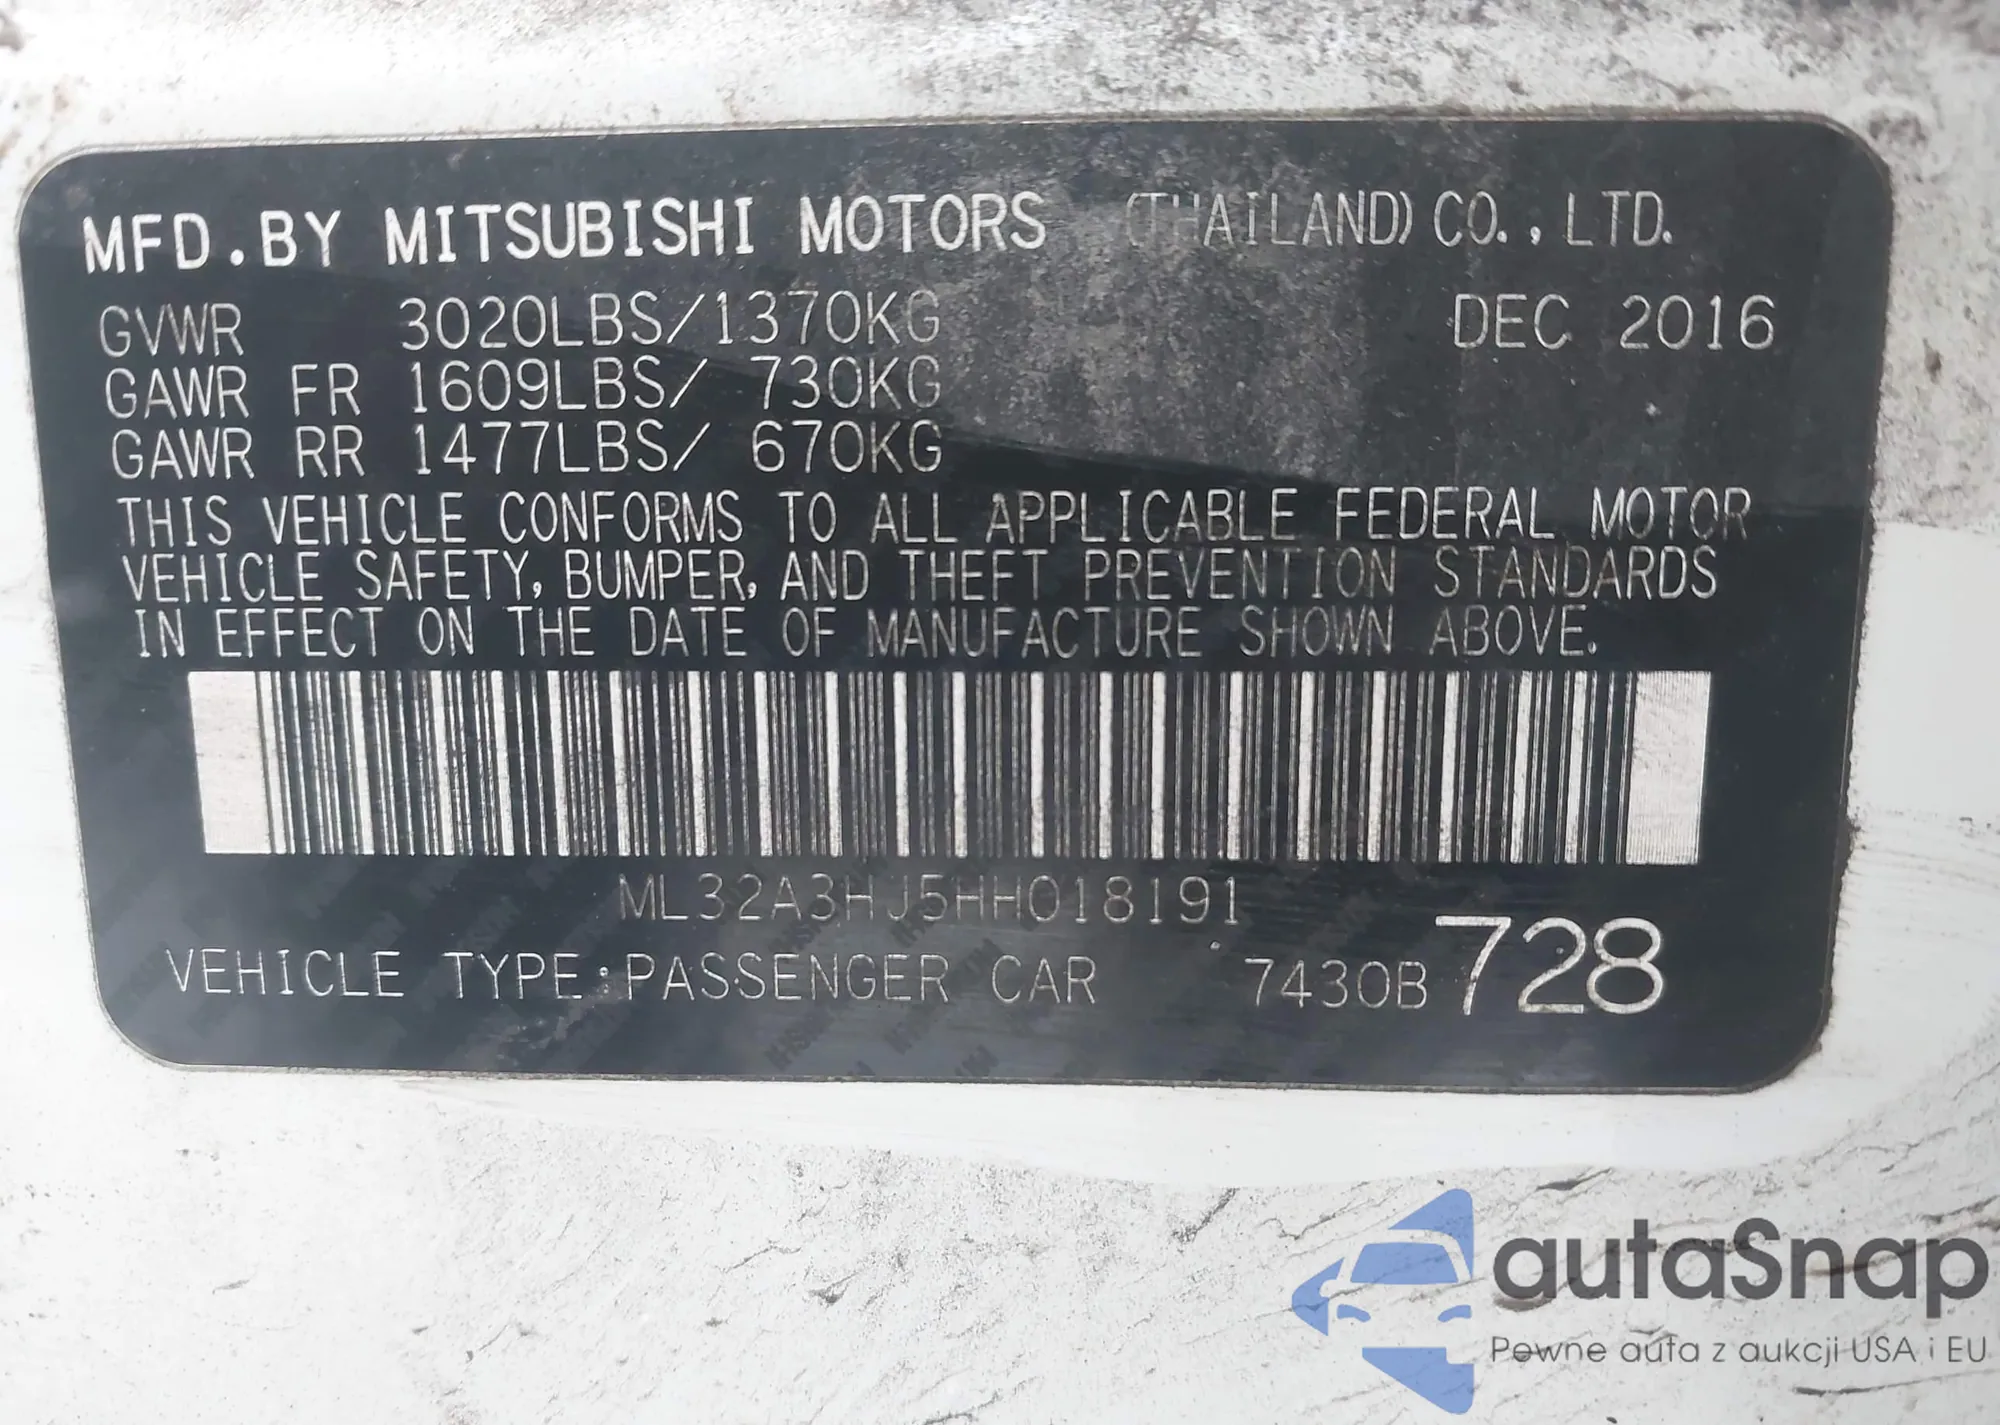 MFD.BY MITSUBISHI MOTORS (THAILAND) CO., LTD.
GVWR 3020LBS/1370KG DEC 2016
GAWR FR 1609LBS/ 730KG
GAWR RR 1477LBS/ 670KG
THIS VEHICLE CONFORMS TO ALL APPLICABLE FEDERAL MOTOR
VEHICLE SAFETY, BUMPER, AND THEFT PREVENTION STANDARDS
IN EFFECT ON THE DATE OF MANUFACTURE SHOWN ABOVE.
ML32A3HJ5HH018191
VEHICLE TYPE:PASSENGER CAR 7430B 728
autaSnap
Pewne auta z aukcji USA i EU